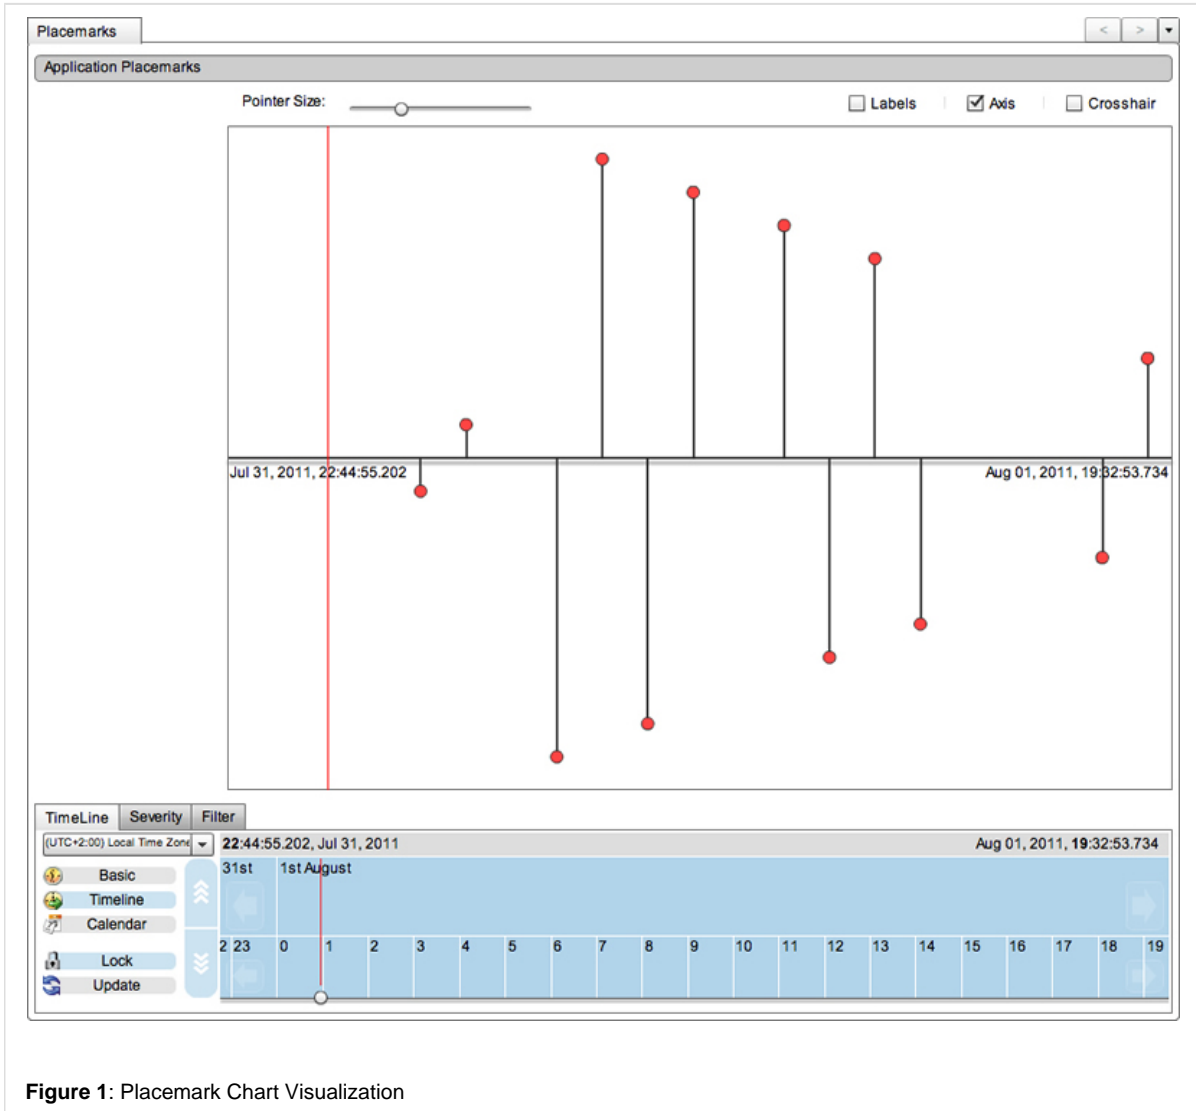 Placemarks
< >
Application Placemarks
Pointer Size:
Labels
Axis
Crosshair
Jul 31, 2011, 22:44:55.202
Aug 01, 2011, 19:32:53.734
TimeLine Severity Filter
(UTC+2:00) Local Time Zone
22:44:55.202, Jul 31, 2011
Aug 01, 2011, 19:32:53.734
31st 1st August
Basic
Timeline
Calendar
2 23 0 1 2 3 4 5 6 7 8 9 10 11 12 13 14 15 16 17 18 19
Lock
Update
Figure 1: Placemark Chart Visualization